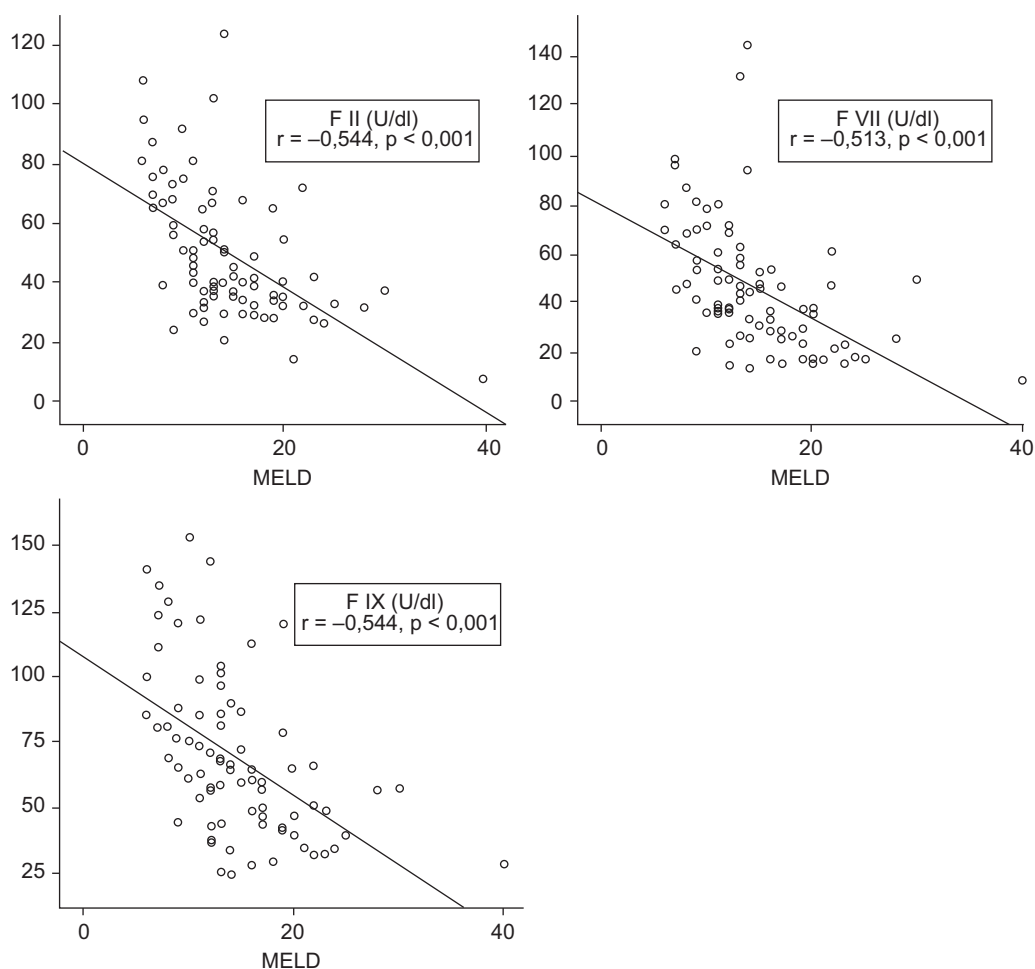 F II (U/dl)
r = –0,544, p < 0,001
120
100
80
60
40
20
0
0 20 40
MELD
F VII (U/dl)
r = –0,513, p < 0,001
140
120
100
80
60
40
20
0
0 20 40
MELD
F IX (U/dl)
r = –0,544, p < 0,001
150
125
100
75
50
25
0 20 40
MELD